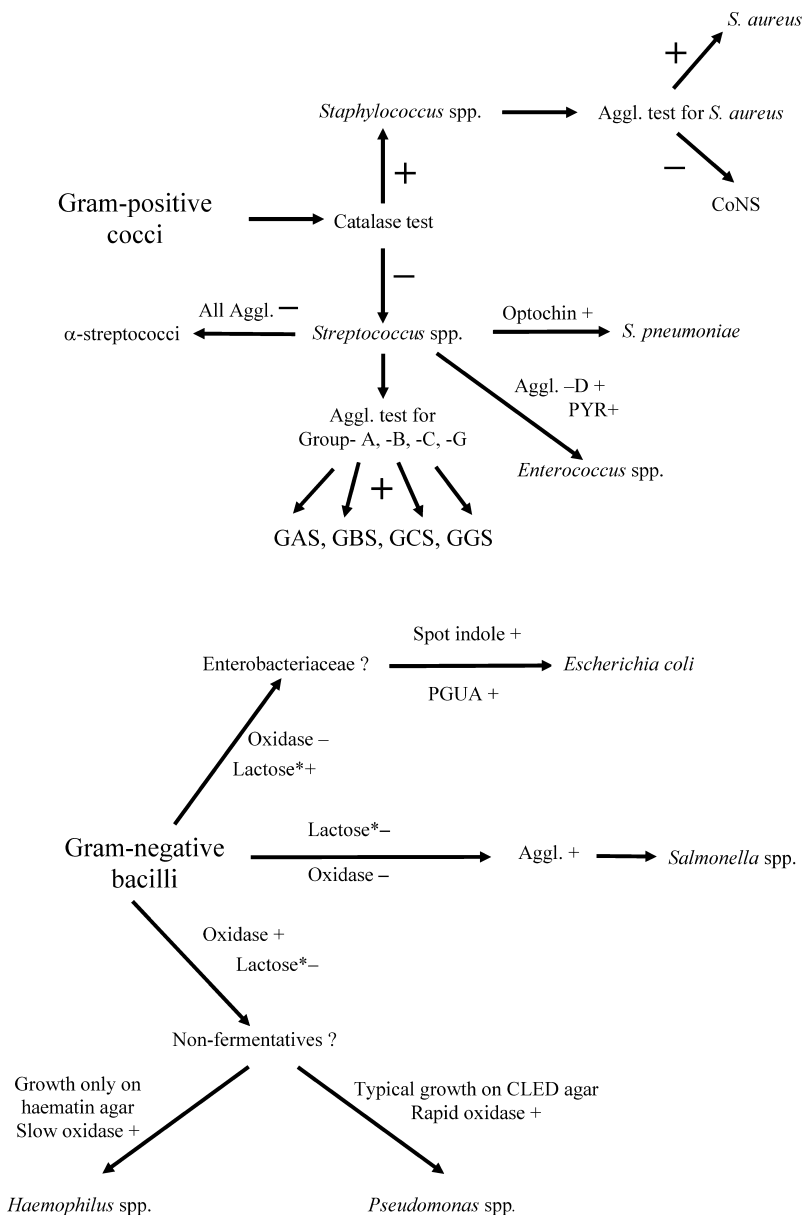 S. aureus
+
Staphylococcus spp.
Aggl. test for S. aureus
+
–
CoNS
Gram-positive
cocci
Catalase test
–
All Aggl. –
Optochin +
α-streptococci
Streptococcus spp.
S. pneumoniae
Aggl. –D +
PYR+
Aggl. test for
Group- A, -B, -C, -G
Enterococcus spp.
+
GAS, GBS, GCS, GGS
Spot indole +
Enterobacteriaceae ?
Escherichia coli
PGUA +
Oxidase –
Lactose*+
Lactose*–
Gram-negative
bacilli
Aggl. +
Salmonella spp.
Oxidase –
Oxidase +
Lactose*–
Non-fermentatives ?
Growth only on
haematin agar
Slow oxidase +
Typical growth on CLED agar
Rapid oxidase +
Haemophilus spp.
Pseudomonas spp.